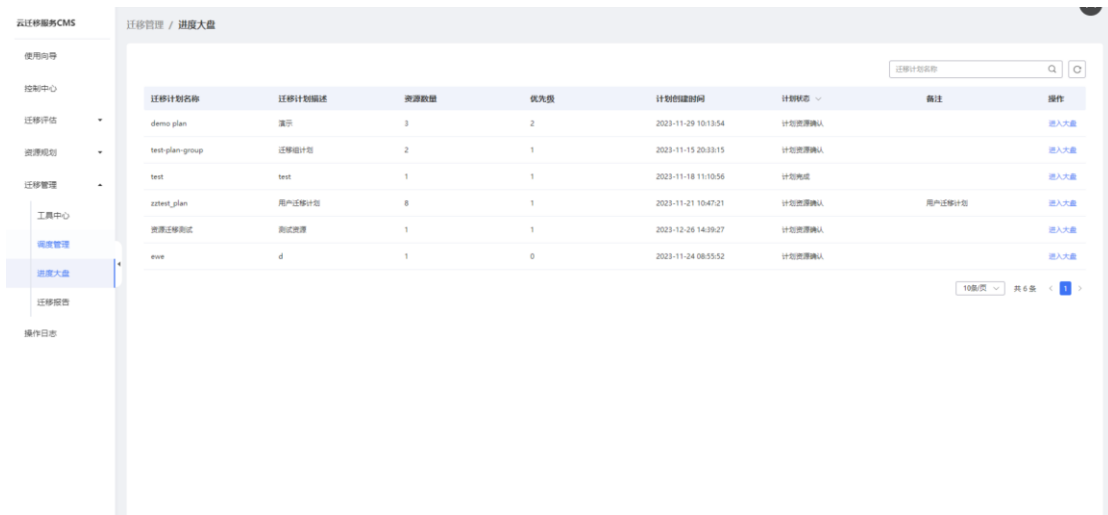 云迁移服务CMS
迁移管理 / 进度大盘
使用向导
控制中心
迁移评估
资源规划
迁移管理
工具中心
调度管理
进度大盘
迁移报告
操作日志
迁移计划名称
迁移计划名称 迁移计划描述 资源数量 优先级 计划创建时间 计划状态 备注 操作
demo plan 演示 3 2 2023-11-29 10:13:54 计划资源确认 进入大盘
test-plan-group 迁移组计划 2 1 2023-11-15 20:33:15 计划资源确认 进入大盘
test test 1 1 2023-11-18 11:10:56 计划完成 进入大盘
zztest_plan 用户迁移计划 8 1 2023-11-21 10:47:21 计划资源确认 用户迁移计划 进入大盘
资源迁移测试 测试资源 1 1 2023-12-26 14:39:27 计划资源确认 进入大盘
ewe d 1 0 2023-11-24 08:55:52 计划资源确认 进入大盘
10条/页 共 6 条 < 1 >